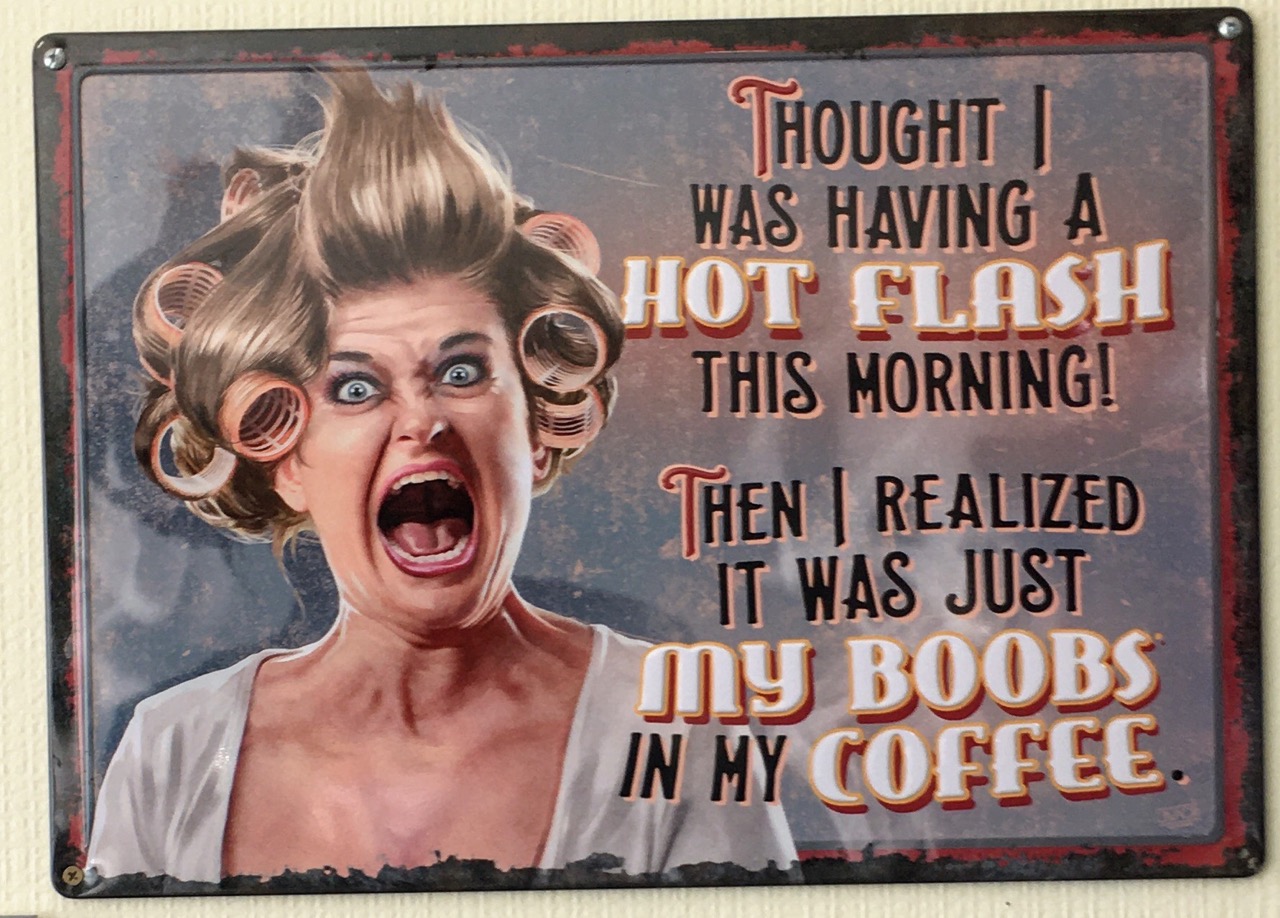 THOUGHT I
WAS HAVING A
HOT FLASH
THIS MORNING!
THEN I REALIZED
IT WAS JUST
MY BOOBS
IN MY COFFEE.